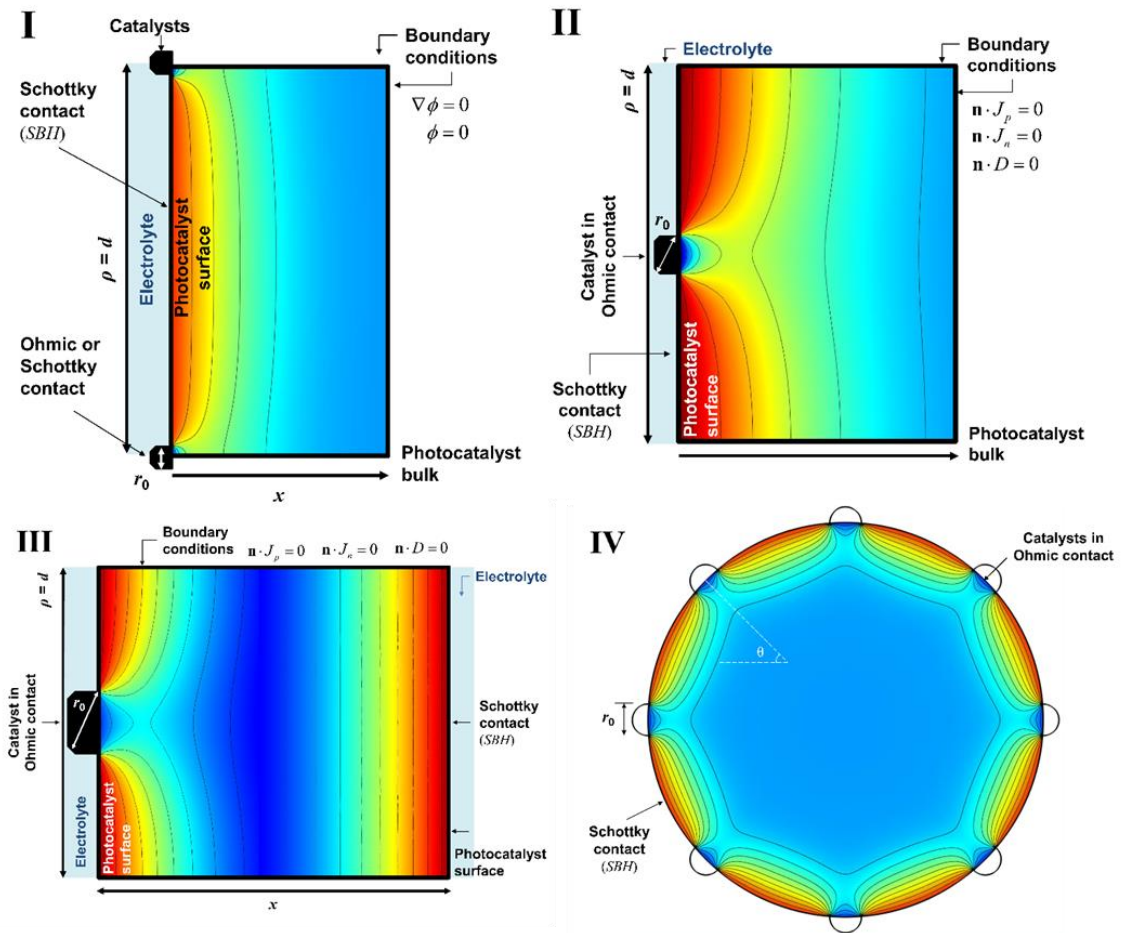 I
Catalysts
Boundary
conditions
∇ϕ = 0
ϕ = 0
Schottky
contact
(SBH)
ρ = d
Electrolyte
Photocatalyst
surface
Ohmic or
Schottky
contact
r₀
x
Photocatalyst
bulk
II
Electrolyte
Boundary
conditions
n · Jₚ = 0
n · Jₙ = 0
n · D = 0
ρ = d
r₀
Catalyst in
Ohmic contact
Schottky
contact
(SBH)
Photocatalyst
surface
Photocatalyst
bulk
III
Boundary
conditions
n · Jₚ = 0 n · Jₙ = 0 n · D = 0
ρ = d
Electrolyte
r₀
Catalyst in
Ohmic contact
Schottky
contact
(SBH)
Electrolyte
Photocatalyst
surface
Photocatalyst
surface
x
IV
Catalysts in
Ohmic contact
θ
r₀
Schottky
contact
(SBH)